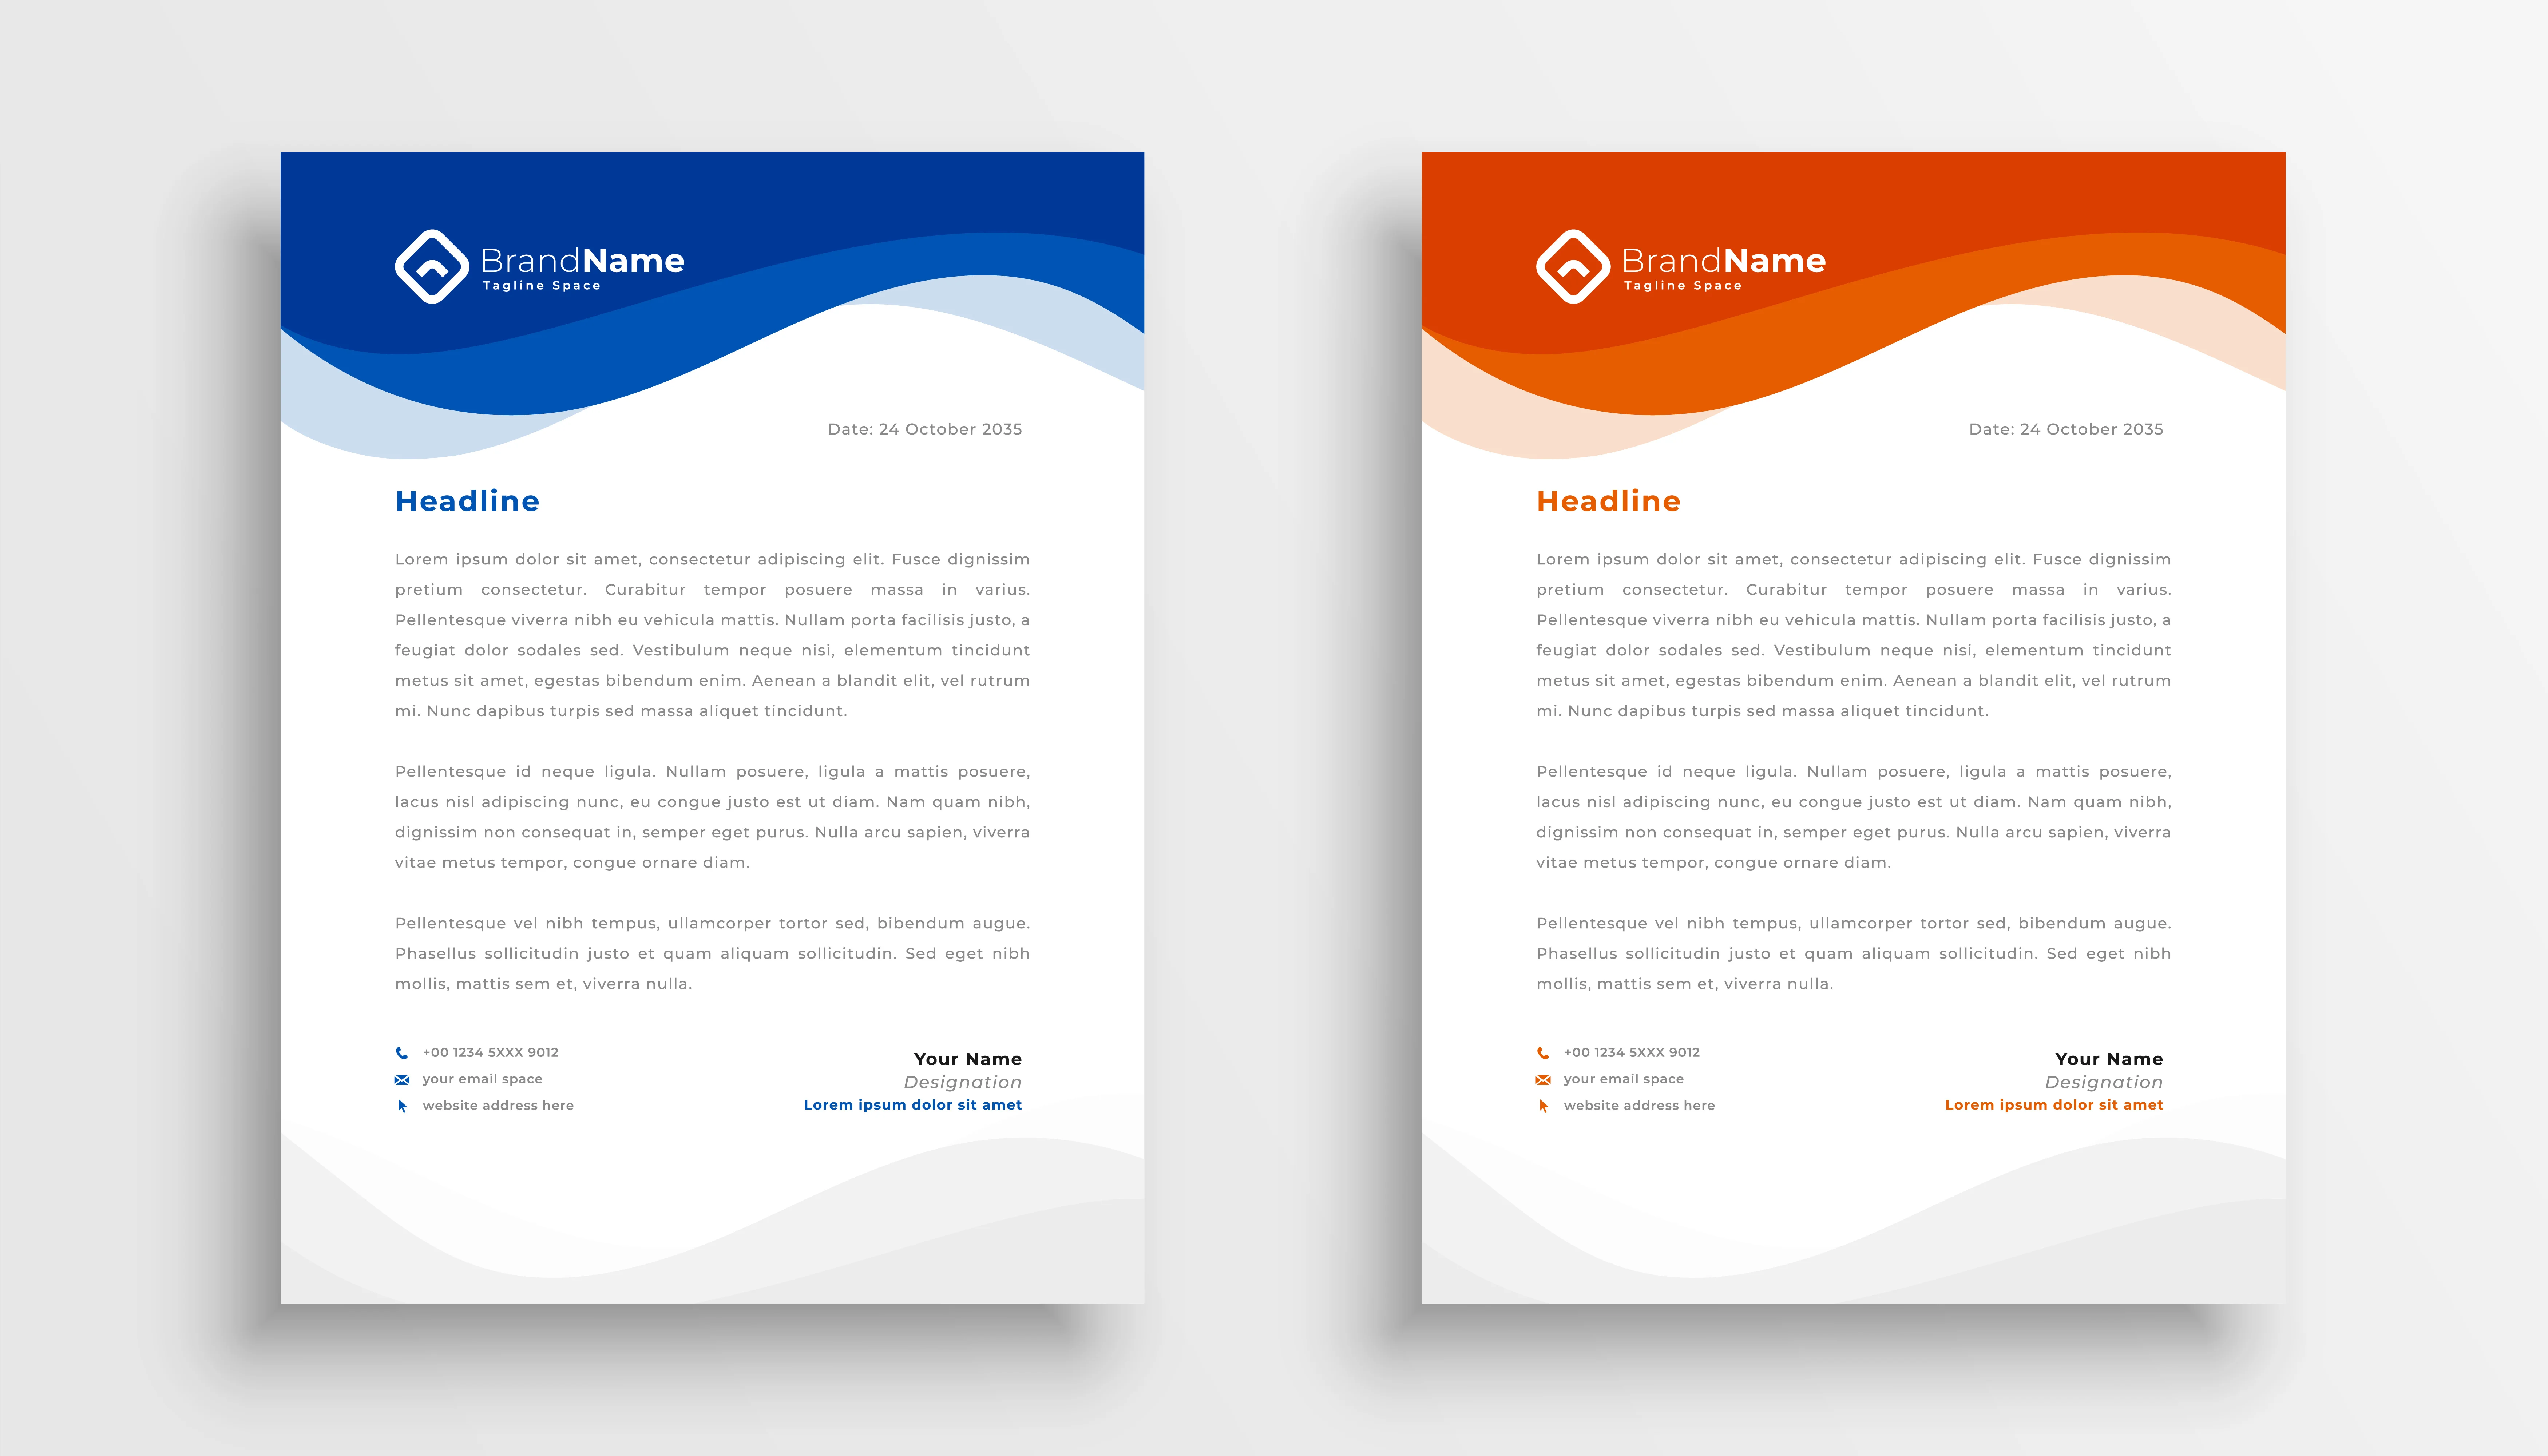 BrandName
Tagline Space
Date: 24 October 2035
Headline
Lorem ipsum dolor sit amet, consectetur adipiscing elit. Fusce dignissim
pretium consectetur. Curabitur tempor posuere massa in varius.
Pellentesque viverra nibh eu vehicula mattis. Nullam porta facilisis justo, a
feugiat dolor sodales sed. Vestibulum neque nisi, elementum tincidunt
metus sit amet, egestas bibendum enim. Aenean a blandit elit, vel rutrum
mi. Nunc dapibus turpis sed massa aliquet tincidunt.
Pellentesque id neque ligula. Nullam posuere, ligula a mattis posuere,
lacus nisl adipiscing nunc, eu congue justo est ut diam. Nam quam nibh,
dignissim non consequat in, semper eget purus. Nulla arcu sapien, viverra
vitae metus tempor, congue ornare diam.
Pellentesque vel nibh tempus, ullamcorper tortor sed, bibendum augue.
Phasellus sollicitudin justo et quam aliquam sollicitudin. Sed eget nibh
mollis, mattis sem et, viverra nulla.
+00 1234 5XXX 9012
your email space
website address here
Your Name
Designation
Lorem ipsum dolor sit amet
BrandName
Tagline Space
Date: 24 October 2035
Headline
Lorem ipsum dolor sit amet, consectetur adipiscing elit. Fusce dignissim
pretium consectetur. Curabitur tempor posuere massa in varius.
Pellentesque viverra nibh eu vehicula mattis. Nullam porta facilisis justo, a
feugiat dolor sodales sed. Vestibulum neque nisi, elementum tincidunt
metus sit amet, egestas bibendum enim. Aenean a blandit elit, vel rutrum
mi. Nunc dapibus turpis sed massa aliquet tincidunt.
Pellentesque id neque ligula. Nullam posuere, ligula a mattis posuere,
lacus nisl adipiscing nunc, eu congue justo est ut diam. Nam quam nibh,
dignissim non consequat in, semper eget purus. Nulla arcu sapien, viverra
vitae metus tempor, congue ornare diam.
Pellentesque vel nibh tempus, ullamcorper tortor sed, bibendum augue.
Phasellus sollicitudin justo et quam aliquam sollicitudin. Sed eget nibh
mollis, mattis sem et, viverra nulla.
+00 1234 5XXX 9012
your email space
website address here
Your Name
Designation
Lorem ipsum dolor sit amet